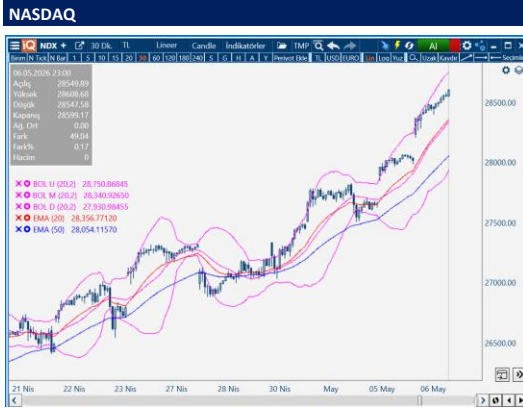 NASDAQ
iQ NDX + 30 Dk. TL Lineer Candle İndikatörler TMP AI
Birim N Tick N Bar 1 5 10 15 20 30 60 120 180 240 S G H A Y Periyot Ekle TL USD EURO Lin Log Yuz Uzak Kaydır
06.05.2026 23:00
Açılış 28549.89
Yüksek 28608.68
Düşük 28547.58
Kapanış 28599.17
Ağ. Ort 0.00
Fark 49.04
Fark% 0.17
Hacim 0
BOL U (20,2) 28,750.86845
BOL M (20,2) 28,340.92650
BOL D (20,2) 27,930.98455
EMA (20) 28,356.77120
EMA (50) 28,054.11570
28500.00
28000.00
27500.00
27000.00
26500.00
21 Nis 22 Nis 23 Nis 27 Nis 28 Nis 30 Nis May 05 May 06 May